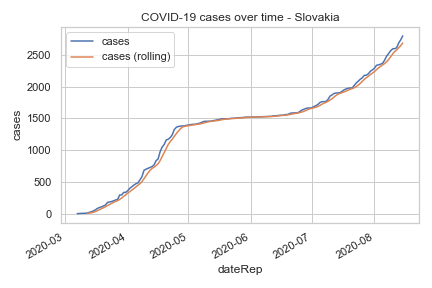 COVID-19 cases over time - Slovakia
cases
cases (rolling)
2500
2000
1500
1000
500
0
cases
2020-03
2020-04
2020-05
2020-06
2020-07
2020-08
dateRep